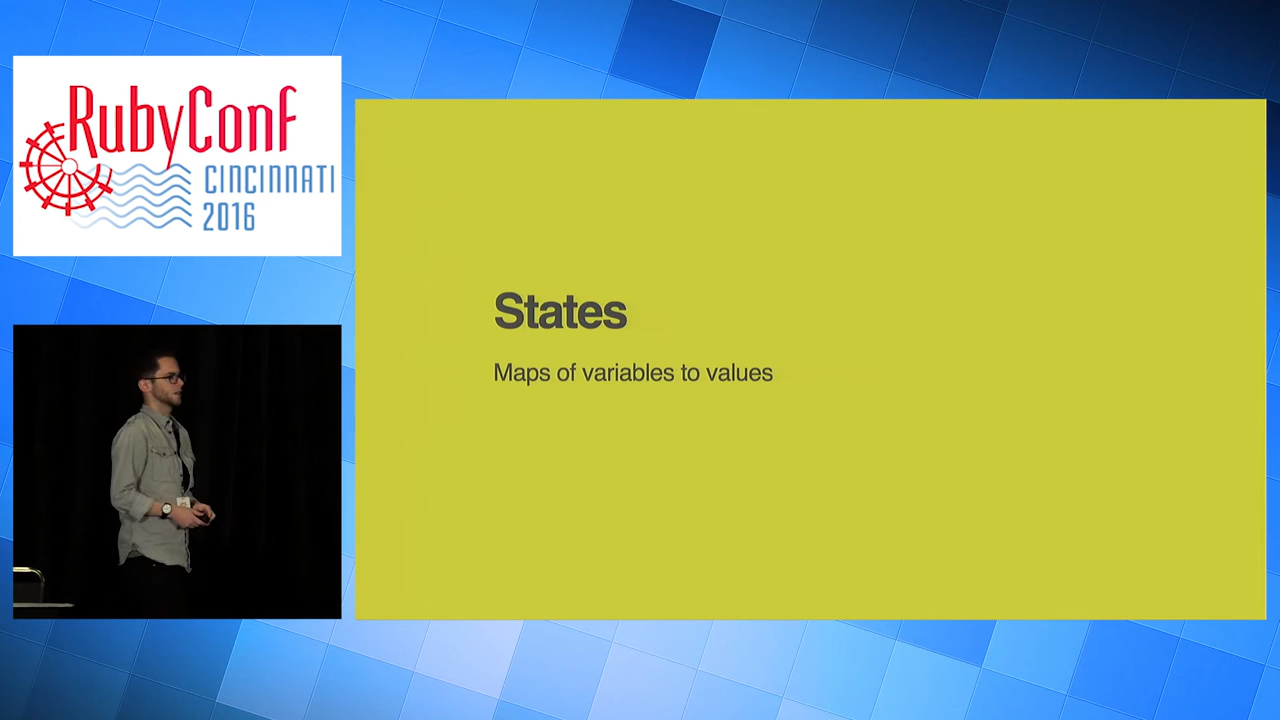 RubyConf
CINCINNATI
2016
States
Maps of variables to values